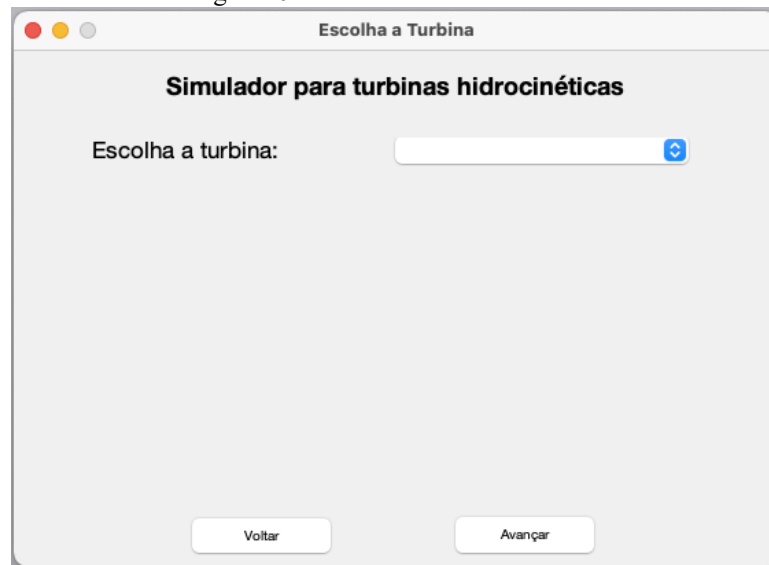 Escolha a Turbina
Simulador para turbinas hidrocinéticas
Escolha a turbina:
Voltar Avançar